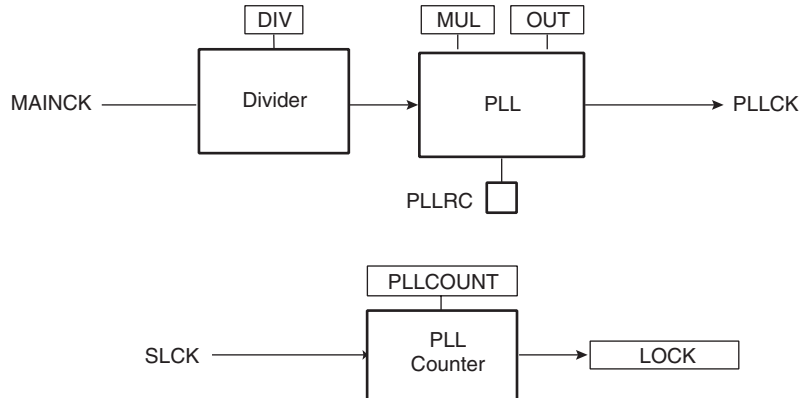 DIV
MUL
OUT
MAINCK
Divider
PLL
PLLCK
PLLRC
PLLCOUNT
SLCK
PLL
Counter
LOCK